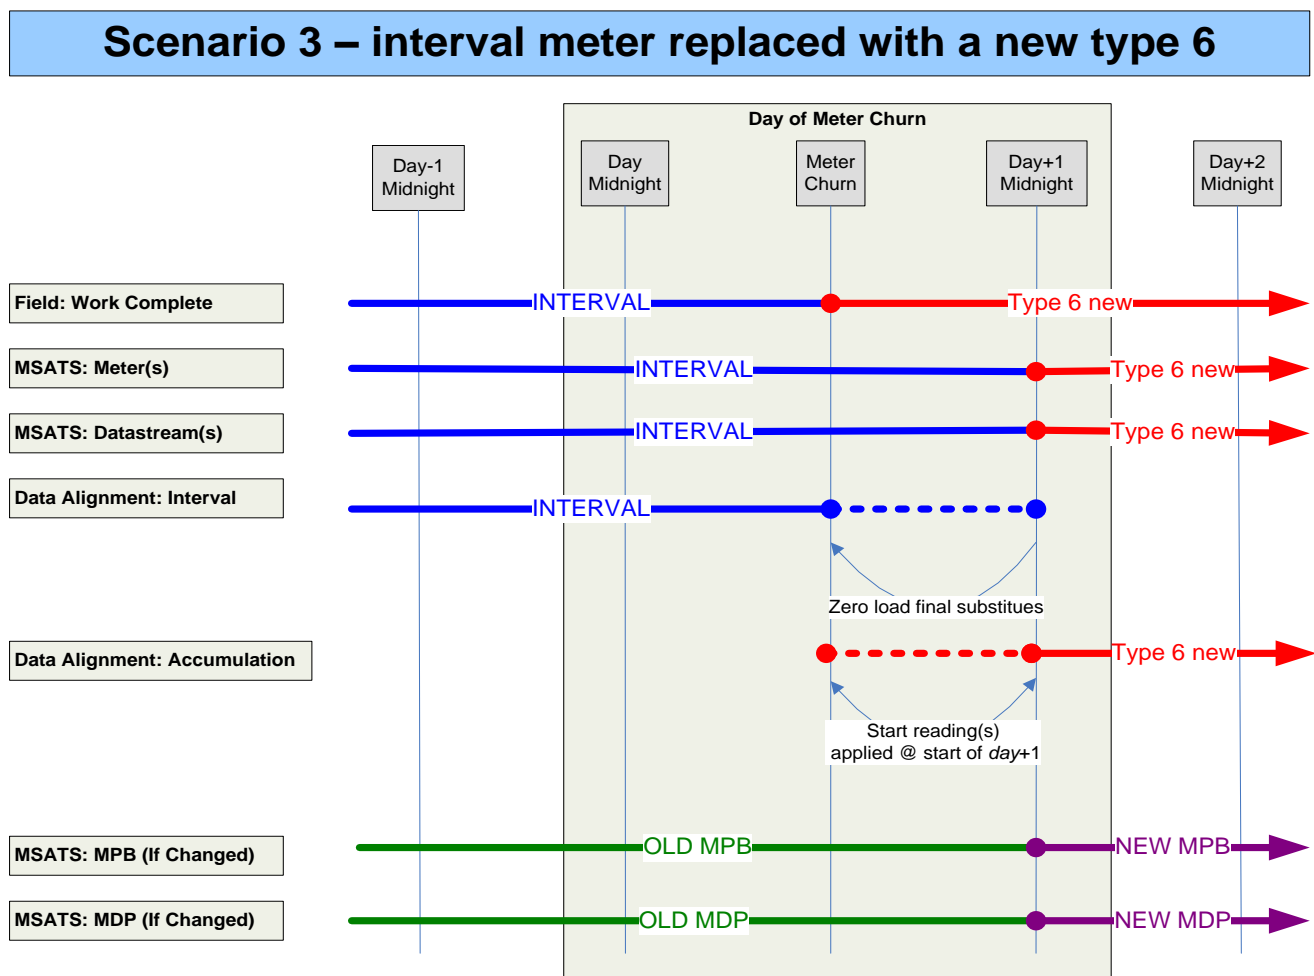 Scenario 3 – interval meter replaced with a new type 6
Day of Meter Churn
Day-1
Midnight
Day
Midnight
Meter
Churn
Day+1
Midnight
Day+2
Midnight
Field: Work Complete
INTERVAL
Type 6 new
MSATS: Meter(s)
INTERVAL
Type 6 new
MSATS: Datastream(s)
INTERVAL
Type 6 new
Data Alignment: Interval
INTERVAL
Zero load final substitues
Data Alignment: Accumulation
Type 6 new
Start reading(s)
applied @ start of day+1
MSATS: MPB (If Changed)
OLD MPB
NEW MPB
MSATS: MDP (If Changed)
OLD MDP
NEW MDP